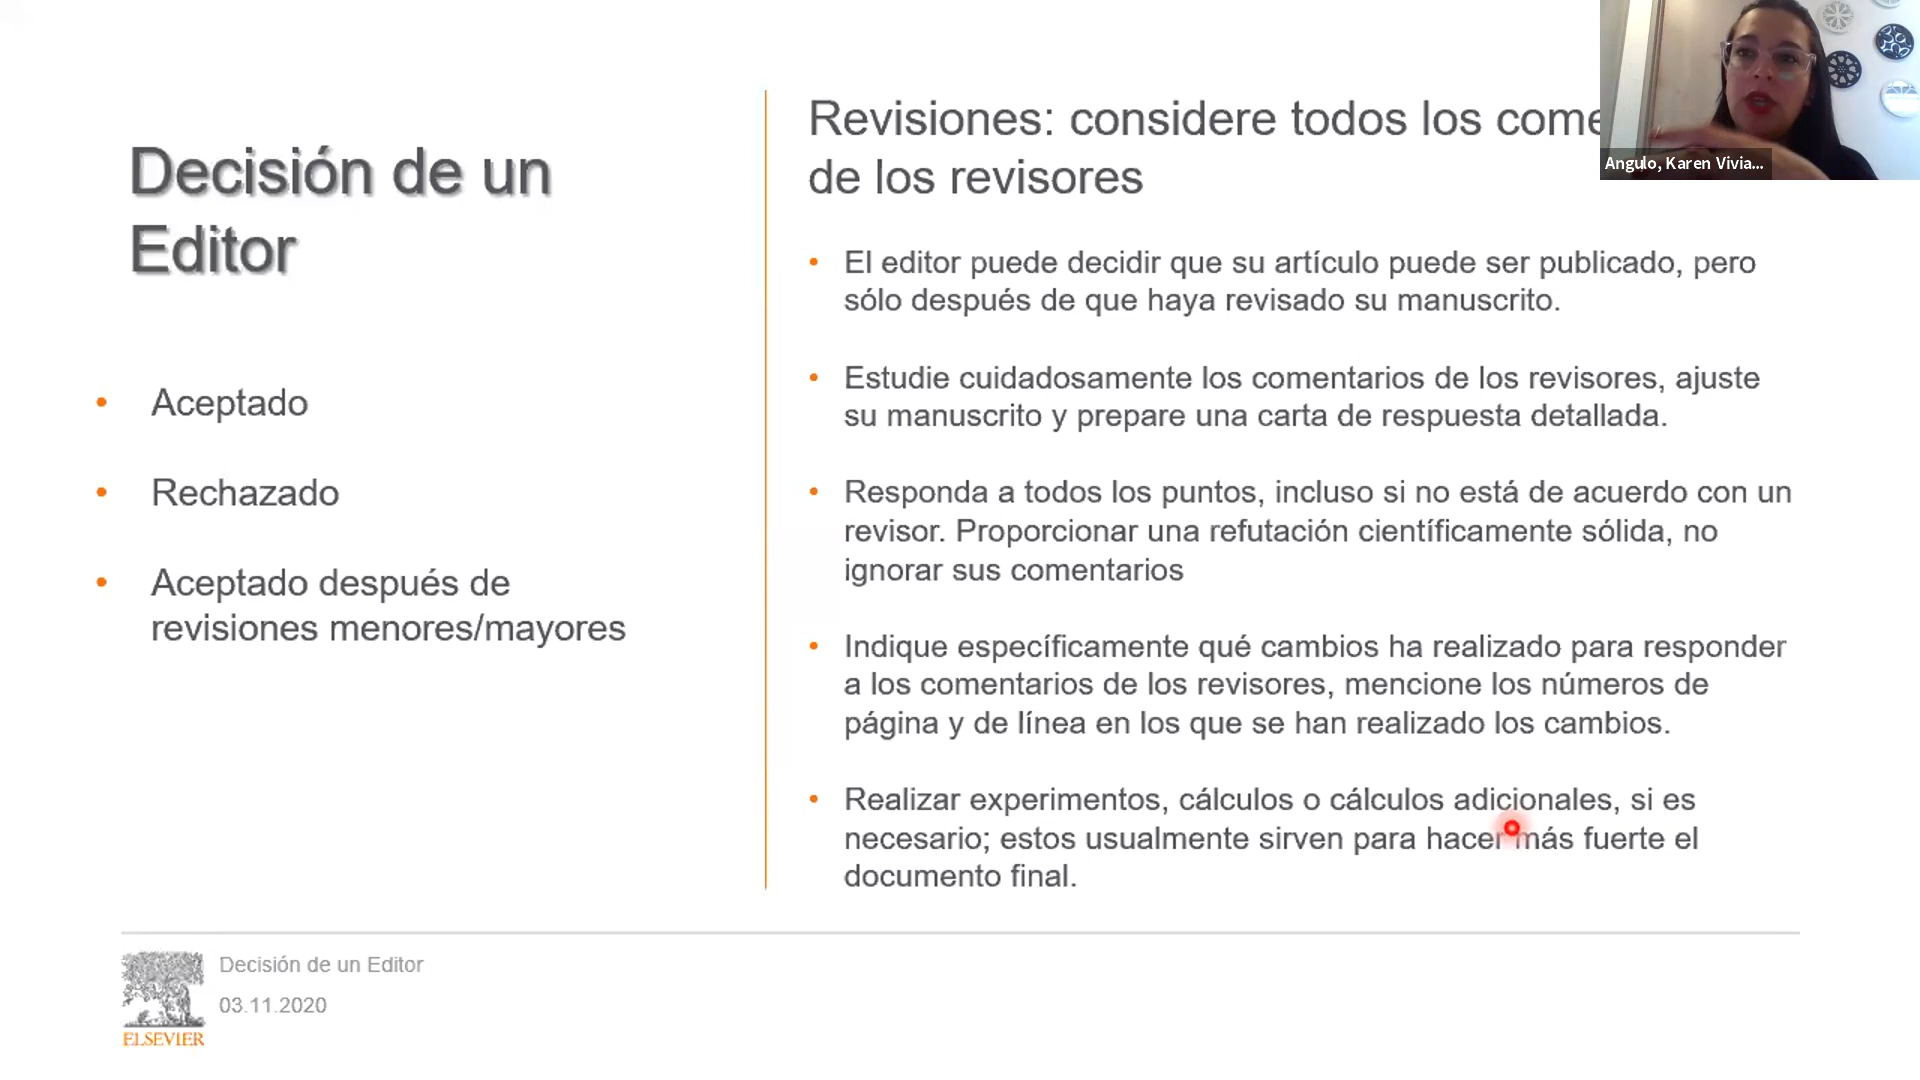 Decisión de un
Editor
Aceptado
Rechazado
Aceptado después de
revisiones menores/mayores
Revisiones: considere todos los
de los revisores
El editor puede decidir que su artículo puede ser publicado, pero
sólo después de que haya revisado su manuscrito.
Estudie cuidadosamente los comentarios de los revisores, ajuste
su manuscrito y prepare una carta de respuesta detallada.
Responda a todos los puntos, incluso si no está de acuerdo con un
revisor. Proporcionar una refutación científicamente sólida, no
ignorar sus comentarios
Indique específicamente qué cambios ha realizado para responder
a los comentarios de los revisores, mencione los números de
página y de línea en los que se han realizado los cambios.
Realizar experimentos, cálculos o cálculos adicionales, si es
necesario; estos usualmente sirven para hacer más fuerte el
documento final.
Angulo, Karen Vivia...
Decisión de un Editor
03.11.2020
ELSEVIER